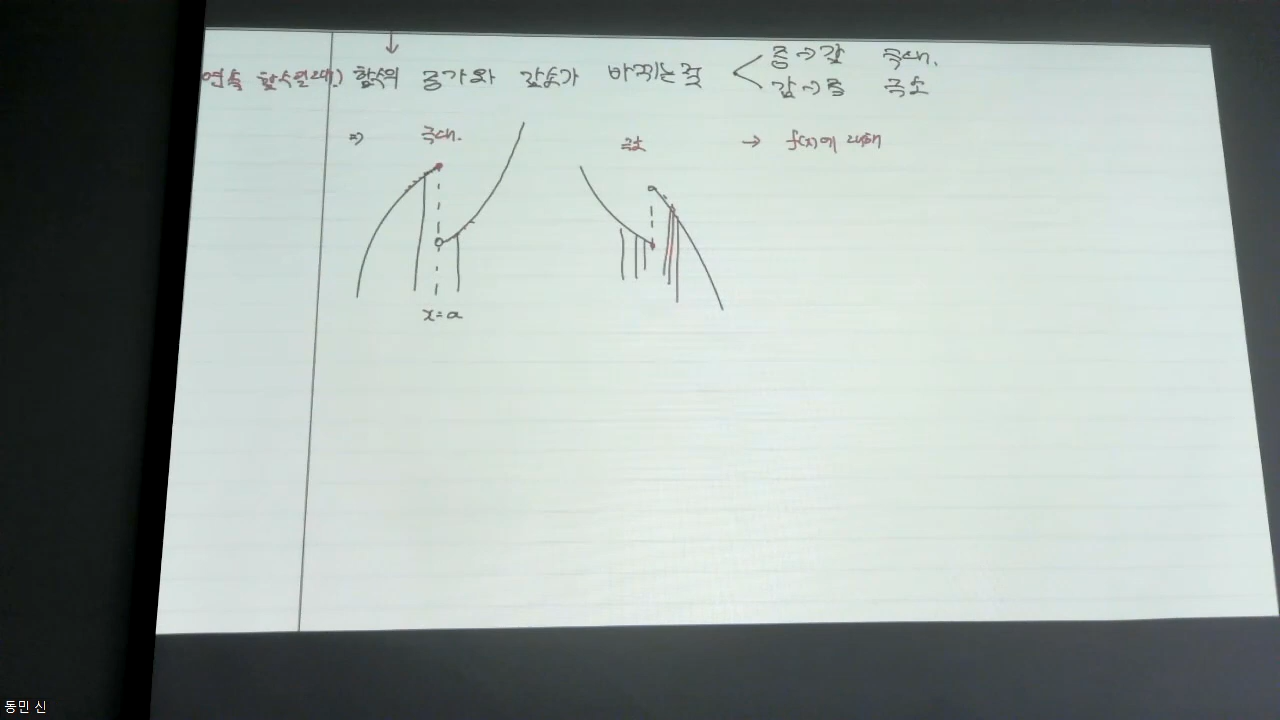 연속 함수일때.) 함수의 증가와 감소가 바뀌는곳 < 증→감 극대.
감→증 극소
⇒ 극대. 극소 → f(x)에 대해
x=a
동민 신